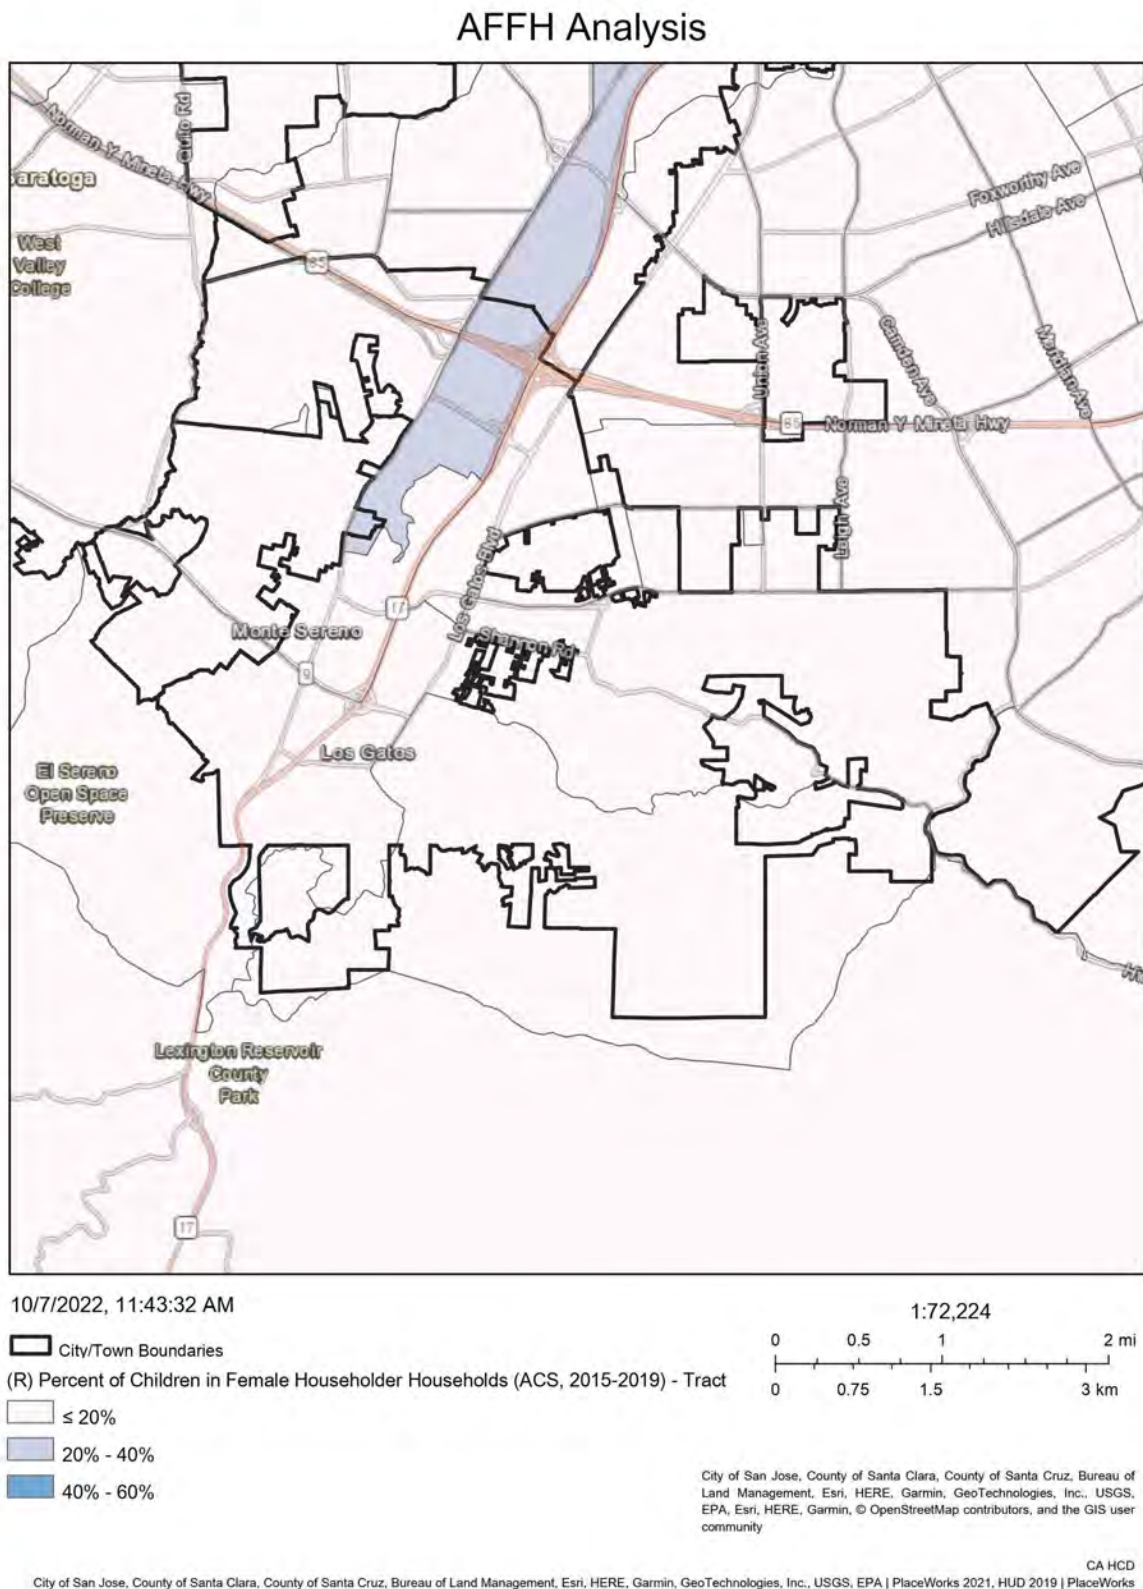 AFFH Analysis
Norman Y Mineta Hwy
Quito Rd
aratoga
West
Valley
College
85
Foxworthy Ave
Hillsdale Ave
Union Ave
Camden Ave
Meridian Ave
85
Norman Y Mineta Hwy
Leigh Ave
Los Gatos Blvd
17
Monte Sereno
Shannon Rd
9
Los Gatos
El Sereno
Open Space
Preserve
Lexington Reservoir
County
Park
17
10/7/2022, 11:43:32 AM
City/Town Boundaries
(R) Percent of Children in Female Householder Households (ACS, 2015-2019) - Tract
≤ 20%
20% - 40%
40% - 60%
1:72,224
0 0.5 1 2 mi
0 0.75 1.5 3 km
City of San Jose, County of Santa Clara, County of Santa Cruz, Bureau of
Land Management, Esri, HERE, Garmin, GeoTechnologies, Inc., USGS,
EPA, Esri, HERE, Garmin, © OpenStreetMap contributors, and the GIS user
community
CA HCD
City of San Jose, County of Santa Clara, County of Santa Cruz, Bureau of Land Management, Esri, HERE, Garmin, GeoTechnologies, Inc., USGS, EPA | PlaceWorks 2021, HUD 2019 | PlaceWorks